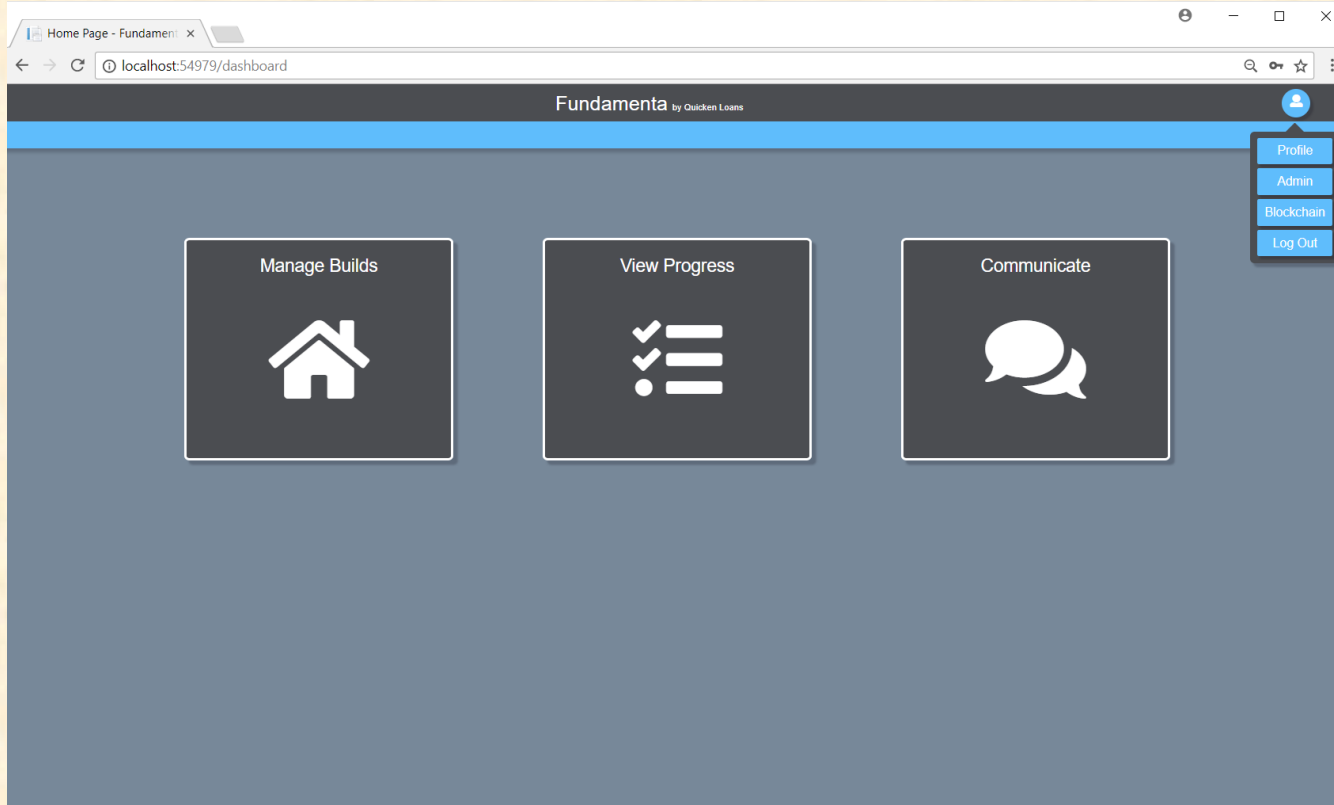 Home Page - Fundament
localhost:54979/dashboard
Fundamenta by Quicken Loans
Profile
Admin
Blockchain
Log Out
Manage Builds
View Progress
Communicate